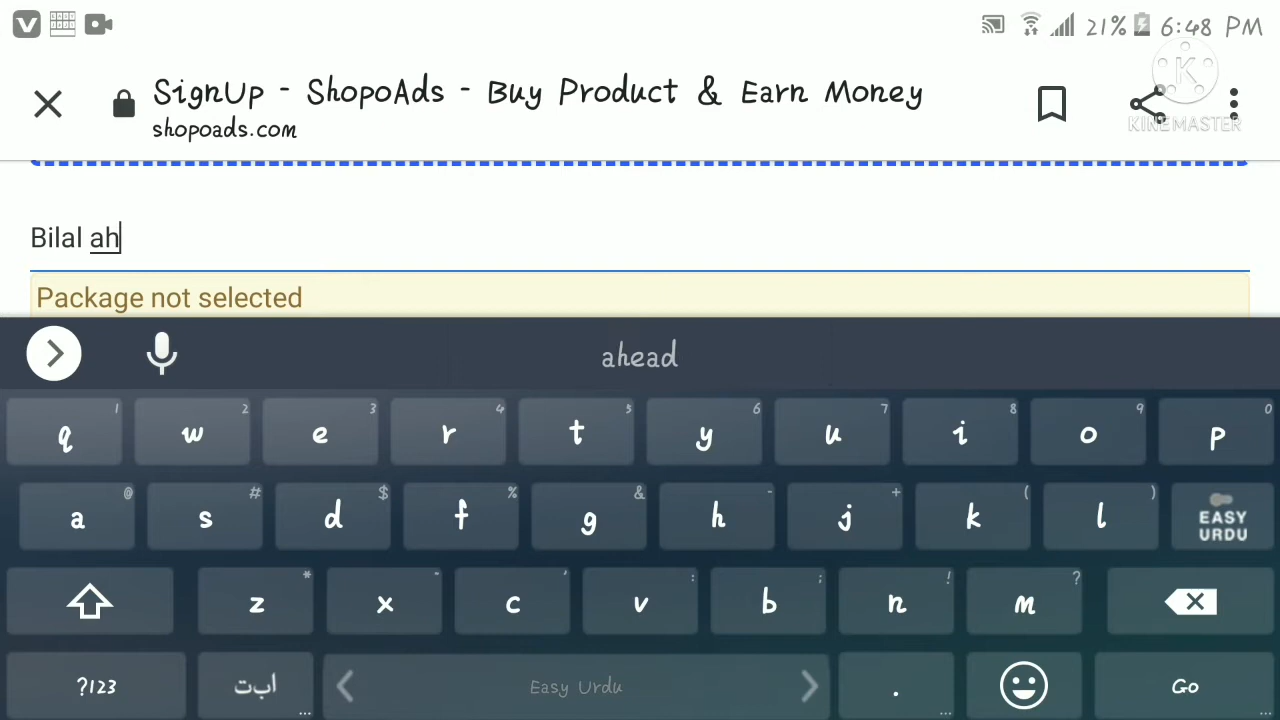 21% 6:48 PM
SignUp - ShopoAds - Buy Product & Earn Money
shopoads.com
KINEMASTER
Bilal ah
Package not selected
ahead
q 1 w 2 e 3 r 4 t 5 y 6 u 7 i 8 o 9 p 0
a @ s # d $ f % g & h - j + k ( l ) EASY URDU
z * x " c ' v : b ; n ! m ?
?123 ابت Easy Urdu . Go